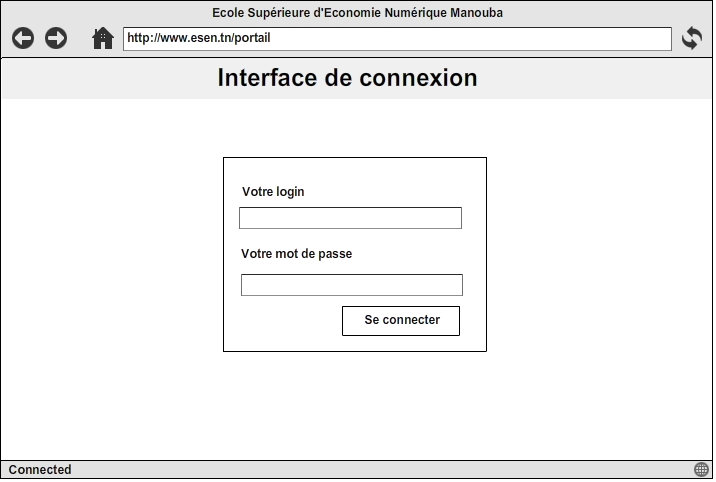 Ecole Supérieure d'Economie Numérique Manouba
http://www.esen.tn/portail
Interface de connexion
Votre login
Votre mot de passe
Se connecter
Connected